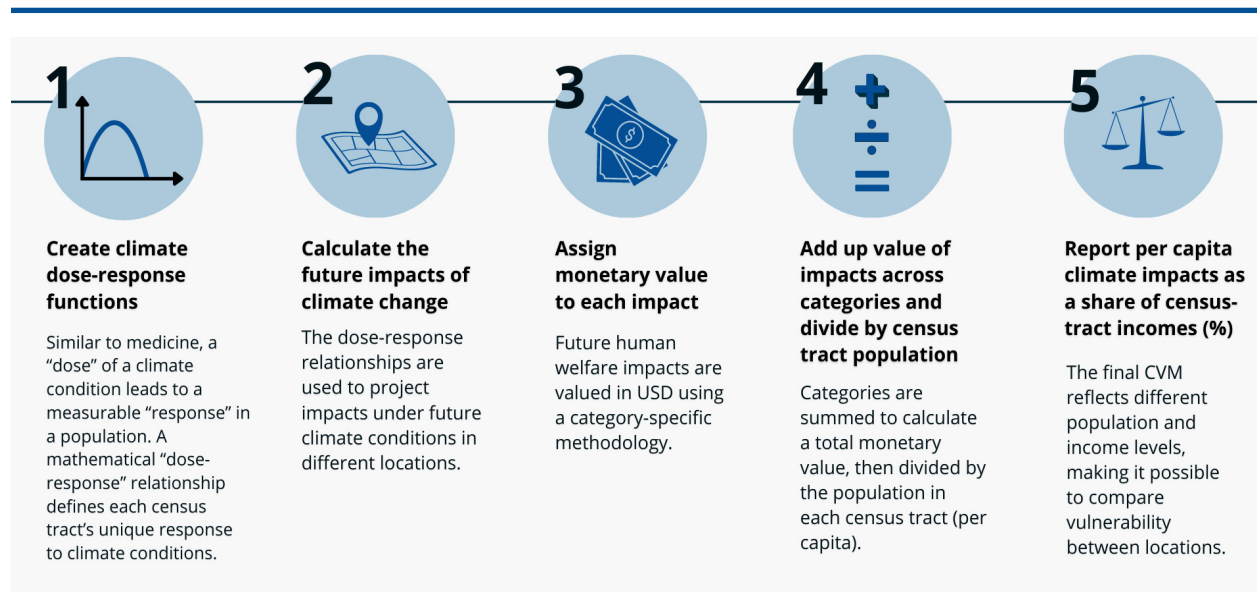 1
Create climate
dose-response
functions
Similar to medicine, a
“dose” of a climate
condition leads to a
measurable “response” in
a population. A
mathematical “dose-
response” relationship
defines each census
tract’s unique response
to climate conditions.
2
Calculate the
future impacts of
climate change
The dose-response
relationships are
used to project
impacts under future
climate conditions in
different locations.
3
$
Assign
monetary value
to each impact
Future human
welfare impacts are
valued in USD using
a category-specific
methodology.
4
+
÷
=
Add up value of
impacts across
categories and
divide by census
tract population
Categories are
summed to calculate
a total monetary
value, then divided by
the population in
each census tract (per
capita).
5
Report per capita
climate impacts as
a share of census-
tract incomes (%)
The final CVM
reflects different
population and
income levels,
making it possible
to compare
vulnerability
between locations.